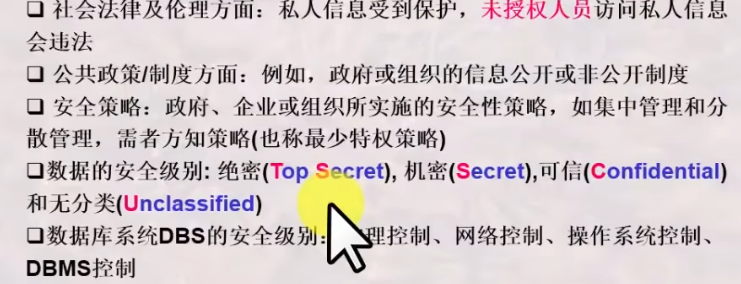 ❑ 社会法律及伦理方面：私人信息受到保护，未授权人员访问私人信息
会违法
❑ 公共政策/制度方面：例如，政府或组织的信息公开或非公开制度
❑ 安全策略：政府、企业或组织所实施的安全性策略，如集中管理和分
散管理，需者方知策略(也称最少特权策略)
❑数据的安全级别: 绝密(Top Secret), 机密(Secret),可信(Confidential)
和无分类(Unclassified)
❑数据库系统DBS的安全级别：理控制、网络控制、操作系统控制、
DBMS控制